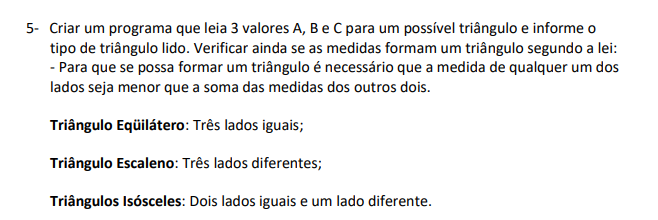 5- Criar um programa que leia 3 valores A, B e C para um possível triângulo e informe o
tipo de triângulo lido. Verificar ainda se as medidas formam um triângulo segundo a lei:
- Para que se possa formar um triângulo é necessário que a medida de qualquer um dos
lados seja menor que a soma das medidas dos outros dois.
Triângulo Eqüilátero: Três lados iguais;
Triângulo Escaleno: Três lados diferentes;
Triângulos Isósceles: Dois lados iguais e um lado diferente.